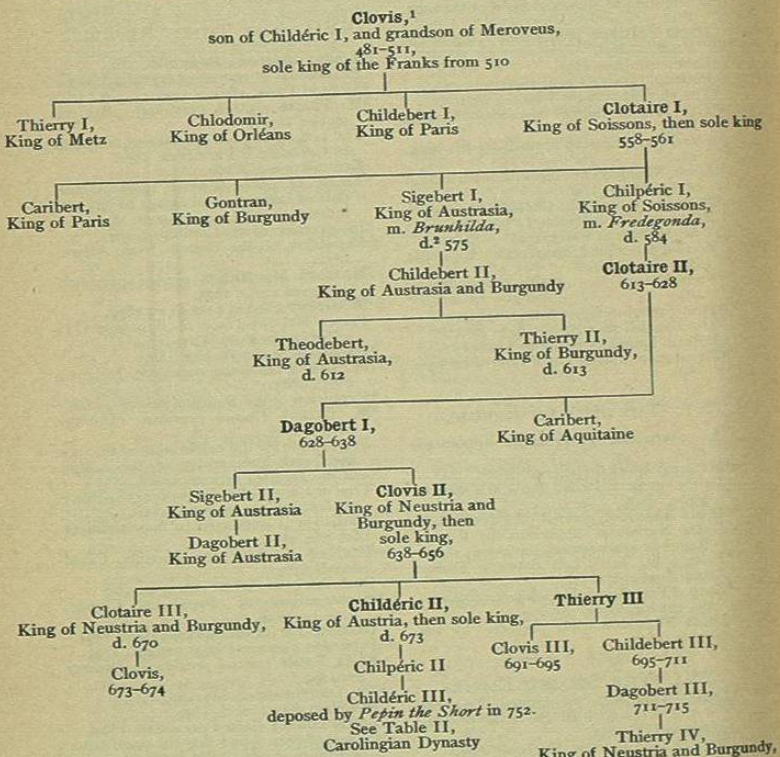 Clovis,¹
son of Childéric I, and grandson of Meroveus,
481–511,
sole king of the Franks from 510
Thierry I,
King of Metz
Chlodomir,
King of Orléans
Childebert I,
King of Paris
Clotaire I,
King of Soissons, then sole king
558–561
Caribert,
King of Paris
Gontran,
King of Burgundy
Sigebert I,
King of Austrasia,
m. Brunhilda,
d.² 575
Chilpéric I,
King of Soissons,
m. Fredegonda,
d. 584
Childebert II,
King of Austrasia and Burgundy
Clotaire II,
613–628
Theodebert,
King of Austrasia,
d. 612
Thierry II,
King of Burgundy,
d. 613
Dagobert I,
628–638
Caribert,
King of Aquitaine
Sigebert II,
King of Austrasia
Dagobert II,
King of Austrasia
Clovis II,
King of Neustria and
Burgundy, then
sole king,
638–656
Clotaire III,
King of Neustria and Burgundy,
d. 670
Clovis,
673–674
Childéric II,
King of Austria, then sole king,
d. 673
Chilpéric II
Childéric III,
deposed by Pepin the Short in 752.
See Table II,
Carolingian Dynasty
Thierry III
Clovis III,
691–695
Childebert III,
695–711
Dagobert III,
711–715
Thierry IV,
King of Neustria and Burgundy,